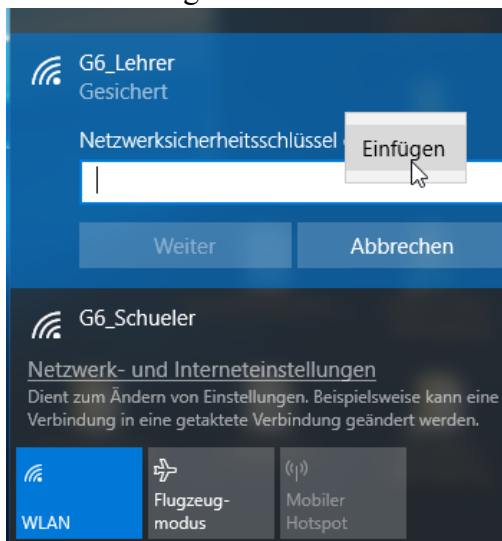 G6_Lehrer
Gesichert
Netzwerksicherheitsschlüssel
Einfügen
Weiter
Abbrechen
G6_Schueler
Netzwerk- und Interneteinstellungen
Dient zum Ändern von Einstellungen. Beispielsweise kann eine
Verbindung in eine getaktete Verbindung geändert werden.
WLAN
Flugzeug-
modus
Mobiler
Hotspot